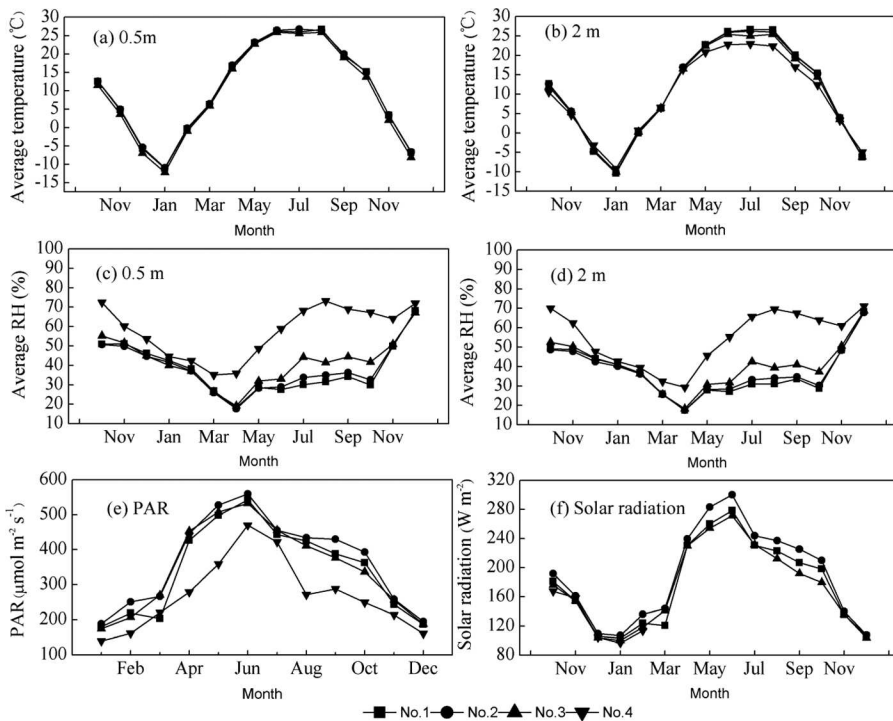 Average temperature (℃)
30
25
20
15
10
5
0
-5
-10
-15
(a) 0.5m
Nov Jan Mar May Jul Sep Nov
Month
Average temperature (℃)
30
25
20
15
10
5
0
-5
-10
-15
(b) 2 m
Nov Jan Mar May Jul Sep Nov
Month
Average RH (%)
100
90
80
70
60
50
40
30
20
10
(c) 0.5 m
Nov Jan Mar May Jul Sep Nov
Month
Average RH (%)
100
90
80
70
60
50
40
30
20
10
(d) 2 m
Nov Jan Mar May Jul Sep Nov
Month
PAR (μmol m⁻² s⁻¹)
600
500
400
300
200
100
(e) PAR
Feb Apr Jun Aug Oct Dec
Month
Solar radiation (W m⁻²)
320
280
240
200
160
120
80
(f) Solar radiation
Nov Jan Mar May Jul Sep Nov
Month
No.1 No.2 No.3 No.4